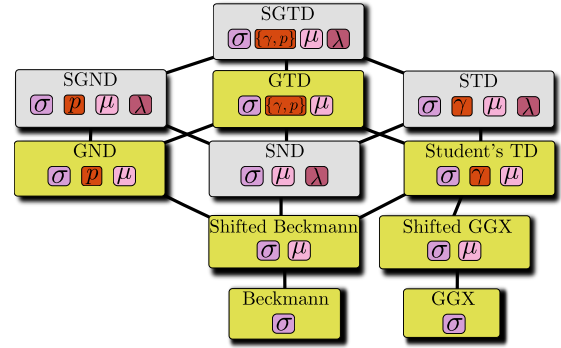 SGTD
σ {γ, p} μ λ
SGND GTD STD
σ p μ λ σ {γ, p} μ σ γ μ λ
GND SND Student's TD
σ p μ σ μ λ σ γ μ
Shifted Beckmann Shifted GGX
σ μ σ μ
Beckmann GGX
σ σ